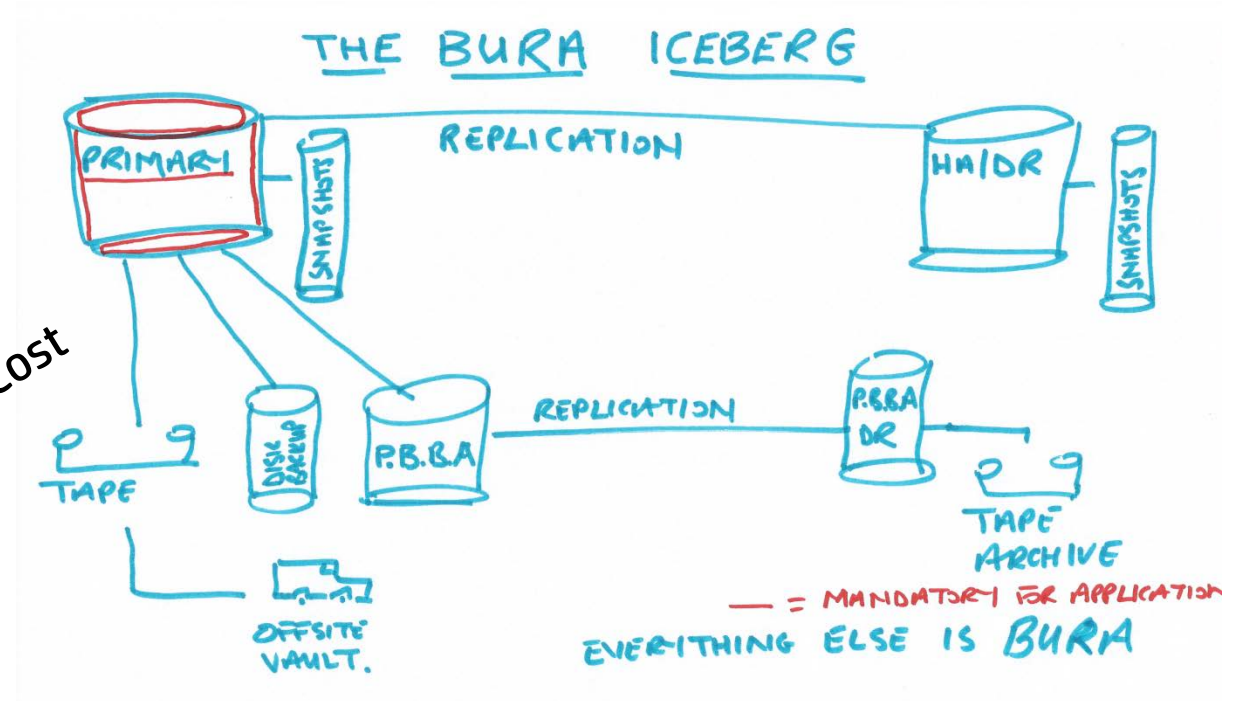 THE BURA ICEBERG
REPLICATION
PRIMARY
SNAPSHOTS
HA/DR
SNAPSHOTS
REPLICATION
P.B.B.A
DR
DISK
BACKUP
P.B.B.A
TAPE
TAPE
ARCHIVE
OFFSITE
VAULT.
— = MANDATORY FOR APPLICATION
EVERYTHING ELSE IS BURA